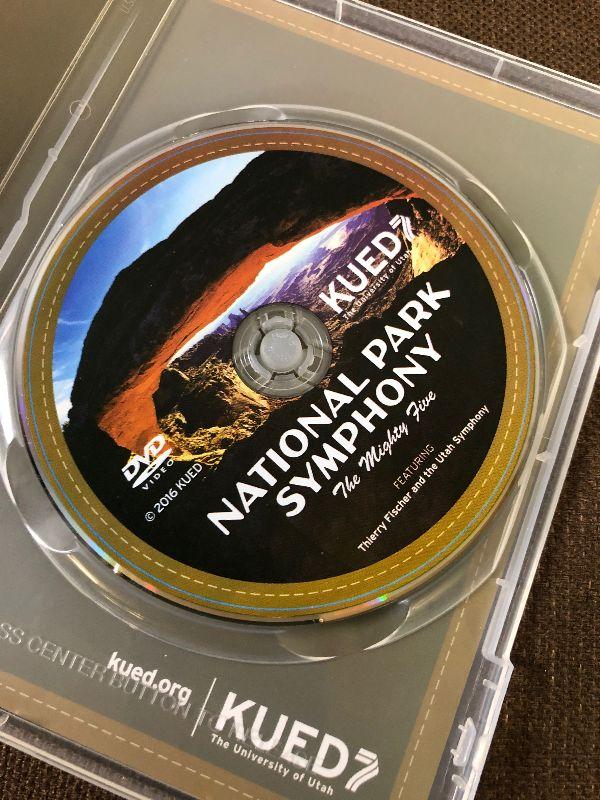 KUED7
The University of Utah
NATIONAL PARK
SYMPHONY
The Mighty Five
DVD
VIDEO
© 2016 KUED
FEATURING
Thierry Fischer and the Utah Symphony
SS CENTER BUTTON TO
kued.org
KUED7
The University of Utah